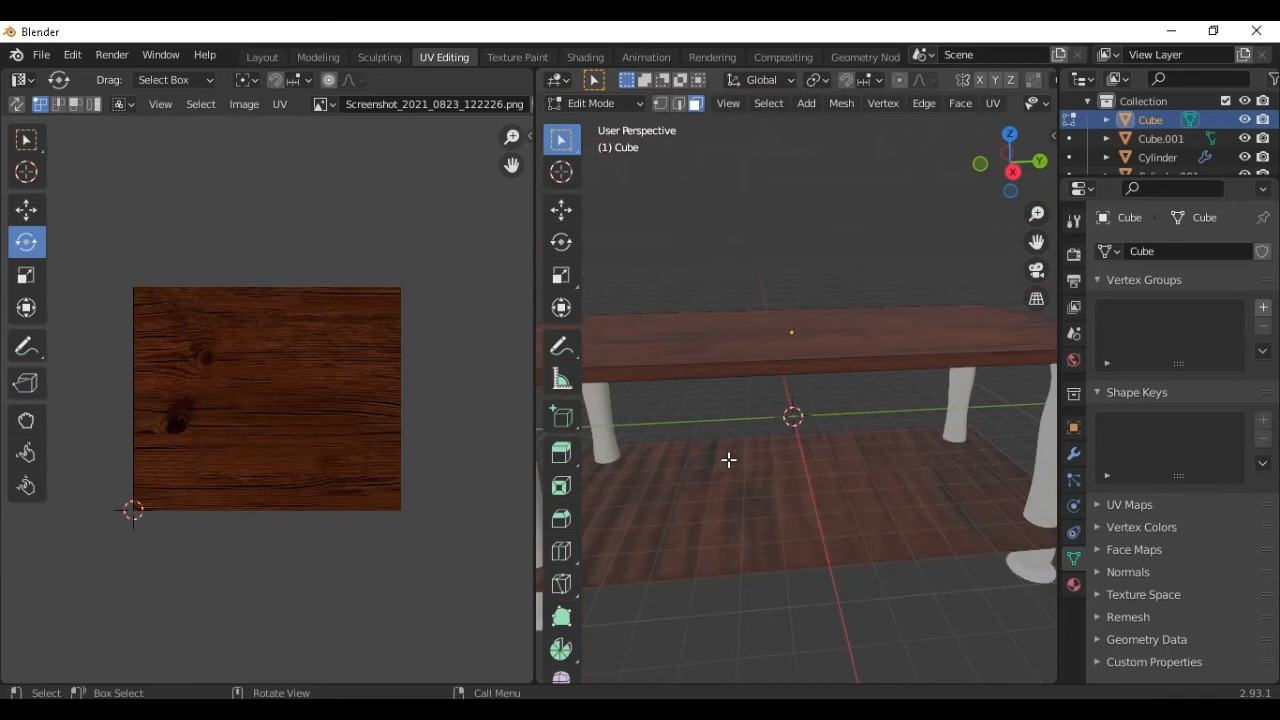 Blender
File Edit Render Window Help Layout Modeling Sculpting UV Editing Texture Paint Shading Animation Rendering Compositing Geometry Nod Scene View Layer
Drag: Select Box Global X Y Z
View Select Image UV Screenshot_2021_0823_122226.png Edit Mode View Select Add Mesh Vertex Edge Face UV
User Perspective
(1) Cube
Z
Y
X
Collection
Cube
Cube.001
Cylinder
Cube Cube
Cube
Vertex Groups
Shape Keys
UV Maps
Vertex Colors
Face Maps
Normals
Texture Space
Remesh
Geometry Data
Custom Properties
Select Box Select Rotate View Call Menu 2.93.1